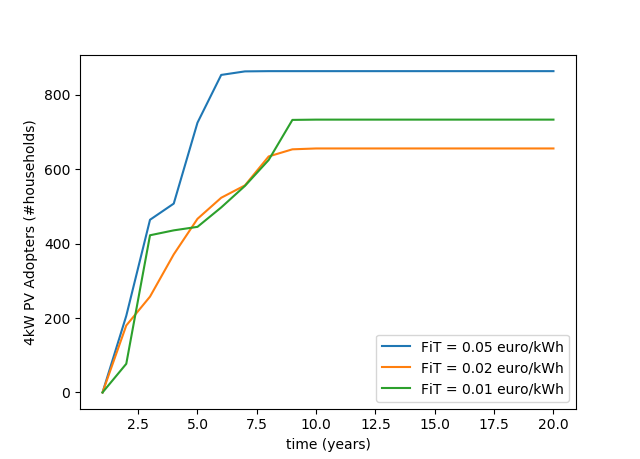 800
600
400
200
0
4kW PV Adopters (#households)
FiT = 0.05 euro/kWh
FiT = 0.02 euro/kWh
FiT = 0.01 euro/kWh
2.5 5.0 7.5 10.0 12.5 15.0 17.5 20.0
time (years)